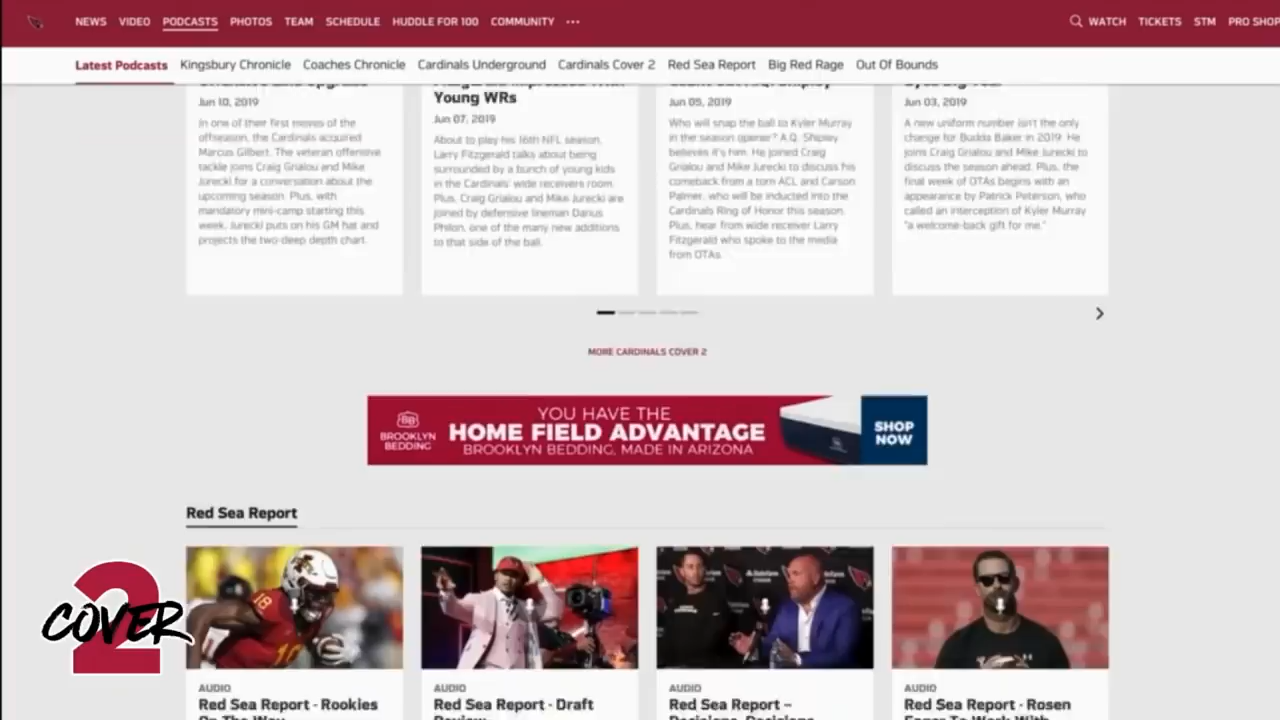 NEWS VIDEO PODCASTS PHOTOS TEAM SCHEDULE HUDDLE FOR 100 COMMUNITY ••• WATCH TICKETS STM PRO SHOP
Latest Podcasts Kingsbury Chronicle Coaches Chronicle Cardinals Underground Cardinals Cover 2 Red Sea Report Big Red Rage Out Of Bounds
Jun 10, 2019
In one of their first moves of the
offseason, the Cardinals acquired
Marcus Gilbert. The veteran offensive
tackle joins Craig Grialou and Mike
Jurecki for a conversation about the
upcoming season. Plus, with
mandatory mini-camp starting this
week, Jurecki puts on his GM hat and
projects the two-deep depth chart.
Young WRs
Jun 07, 2019
About to play his 16th NFL season,
Larry Fitzgerald talks about being
surrounded by a bunch of young kids
in the Cardinals' wide receivers room.
Plus, Craig Grialou and Mike Jurecki are
joined by defensive lineman Darius
Philon, one of the many new additions
to that side of the ball.
Jun 05, 2019
Who will snap the ball to Kyler Murray
in the season opener? A.Q. Shipley
believes it's him. He joined Craig
Grialou and Mike Jurecki to discuss his
comeback from a torn ACL and Carson
Palmer, who will be inducted into the
Cardinals Ring of Honor this season.
Plus, hear from wide receiver Larry
Fitzgerald who spoke to the media
from OTAs.
Jun 03, 2019
A new uniform number isn't the only
change for Budda Baker in 2019. He
joins Craig Grialou and Mike Jurecki to
discuss the season ahead. Plus, the
final week of OTAs begins with an
appearance by Patrick Peterson, who
called an interception of Kyler Murray
"a welcome-back gift for me."
MORE CARDINALS COVER 2
BB
BROOKLYN
BEDDING
YOU HAVE THE
HOME FIELD ADVANTAGE
BROOKLYN BEDDING, MADE IN ARIZONA
SHOP
NOW
Red Sea Report
18
COVER
2
AUDIO
Red Sea Report - Rookies
On The Way
AUDIO
Red Sea Report - Draft
Review
AUDIO
Red Sea Report –
Decisions, Decisions
AUDIO
Red Sea Report - Rosen
Eager To Work With